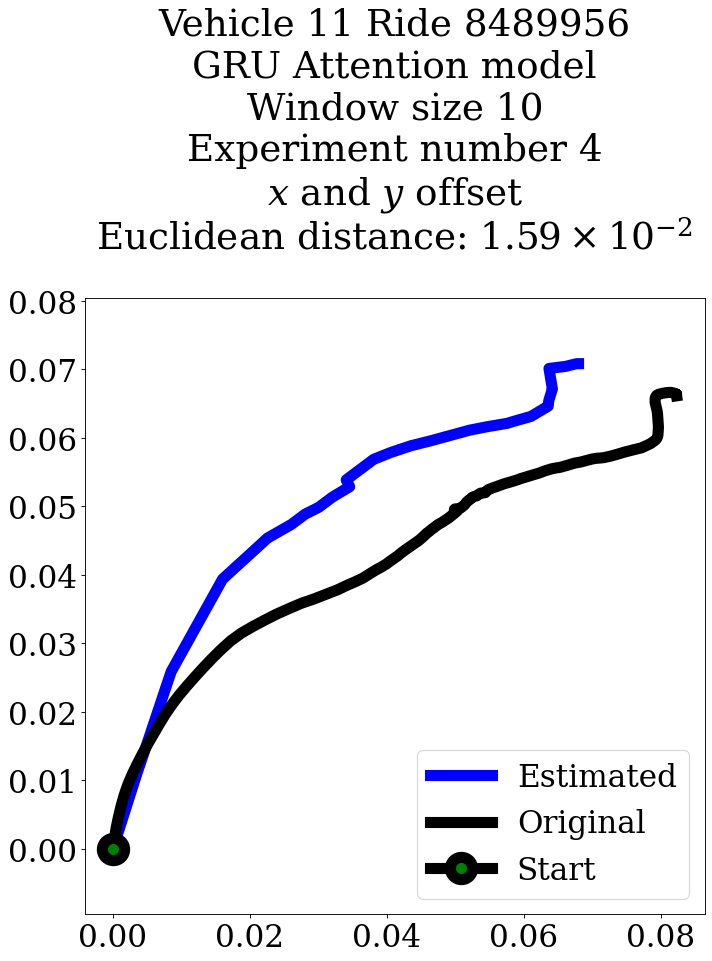 Vehicle 11 Ride 8489956
GRU Attention model
Window size 10
Experiment number 4
x and y offset
Euclidean distance: 1.59 × 10⁻²
0.08
0.07
0.06
0.05
0.04
0.03
0.02
0.01
0.00
0.00 0.02 0.04 0.06 0.08
Estimated
Original
Start